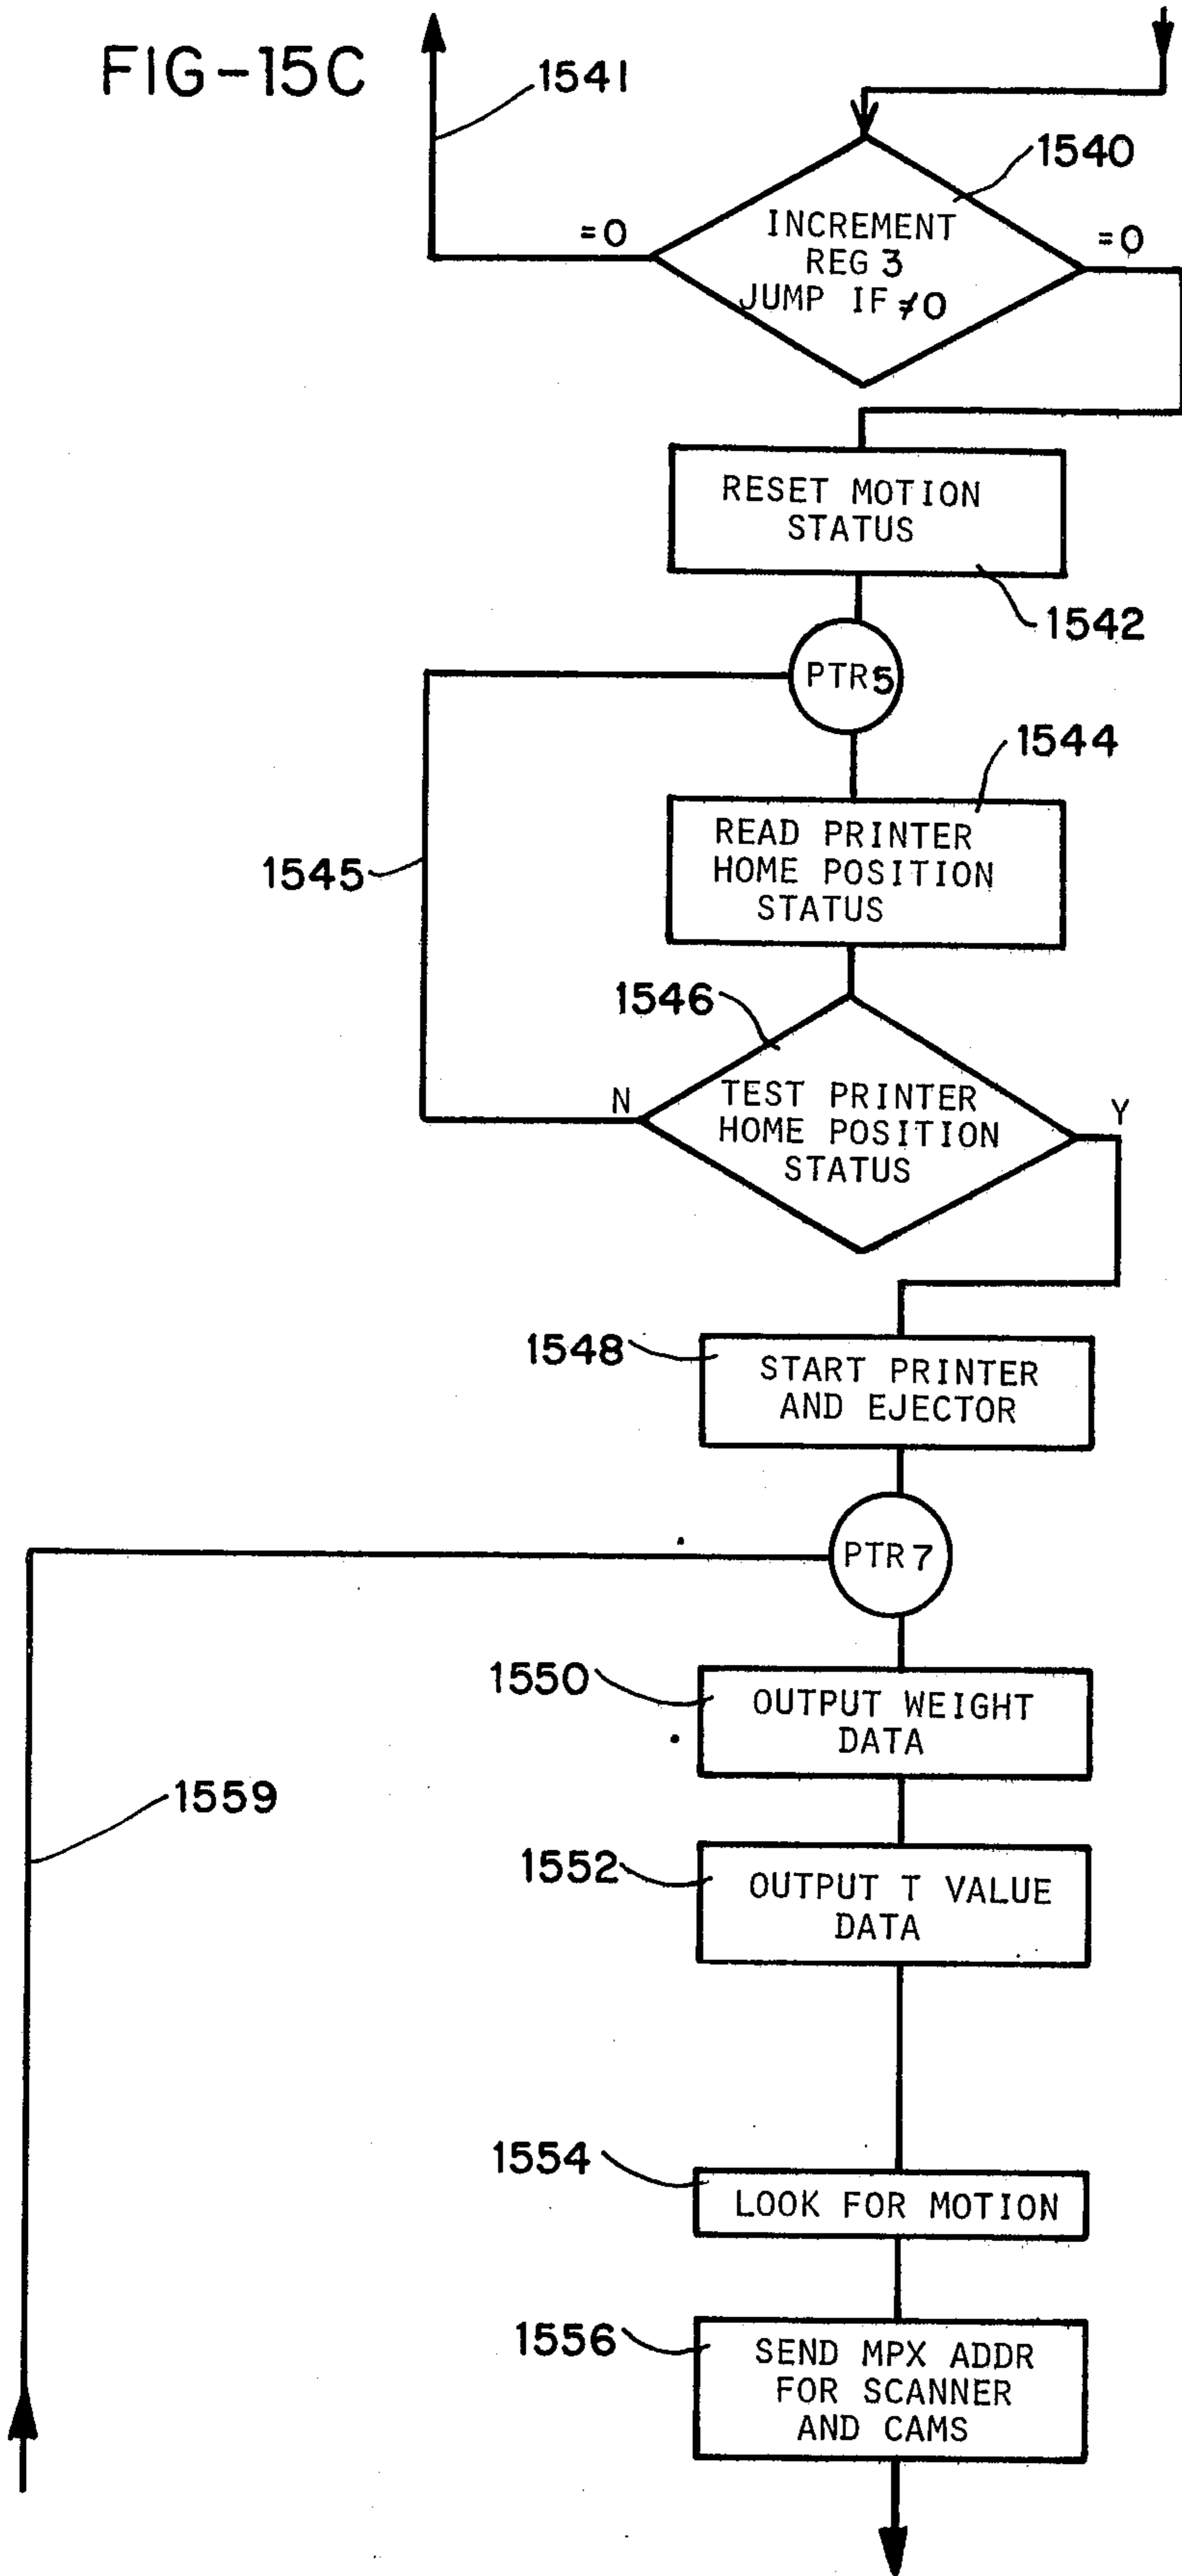 FIG-15C
1541
1540
INCREMENT
REG 3
JUMP IF ≠0
=0
=0
RESET MOTION
STATUS
1542
PTR5
1544
READ PRINTER
HOME POSITION
STATUS
1545
1546
TEST PRINTER
HOME POSITION
STATUS
N
Y
1548
START PRINTER
AND EJECTOR
PTR7
1550
OUTPUT WEIGHT
DATA
1559
1552
OUTPUT T VALUE
DATA
1554
LOOK FOR MOTION
1556
SEND MPX ADDR
FOR SCANNER
AND CAMS